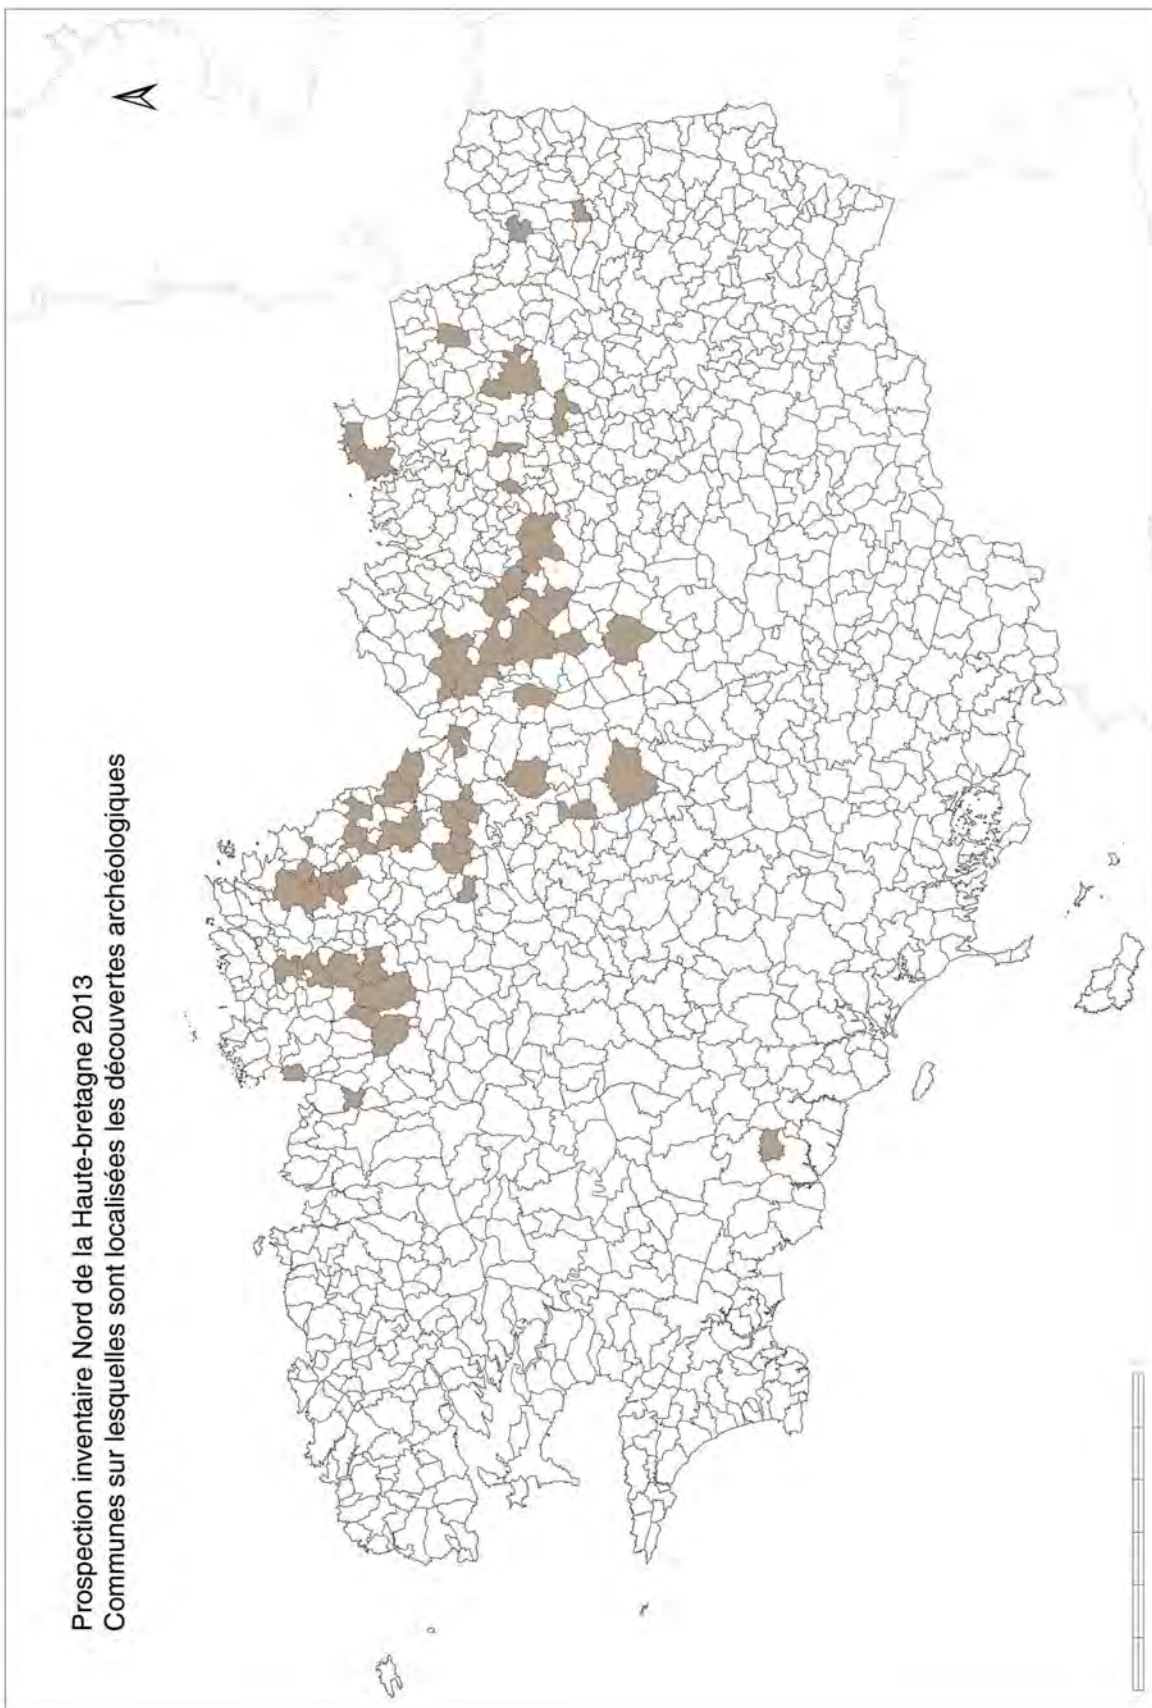 Prospection inventaire Nord de la Haute-bretagne 2013
Communes sur lesquelles sont localisées les découvertes archéologiques